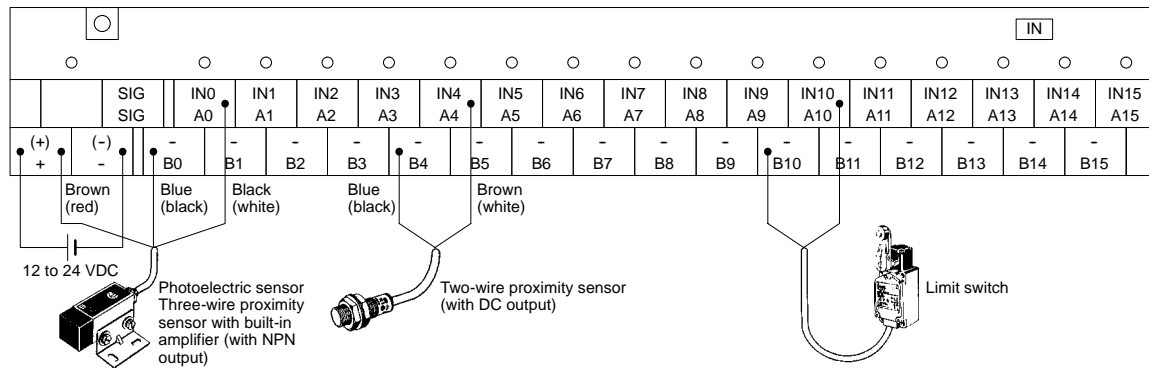 IN
SIG IN0 IN1 IN2 IN3 IN4 IN5 IN6 IN7 IN8 IN9 IN10 IN11 IN12 IN13 IN14 IN15
SIG A0 A1 A2 A3 A4 A5 A6 A7 A8 A9 A10 A11 A12 A13 A14 A15
(+) (-) - - - - - - - - - - - - - - - -
+ - B0 B1 B2 B3 B4 B5 B6 B7 B8 B9 B10 B11 B12 B13 B14 B15
Brown
(red)
Blue
(black)
Black
(white)
Blue
(black)
Brown
(white)
12 to 24 VDC
Photoelectric sensor
Three-wire proximity
sensor with built-in
amplifier (with NPN
output)
Two-wire proximity sensor
(with DC output)
Limit switch